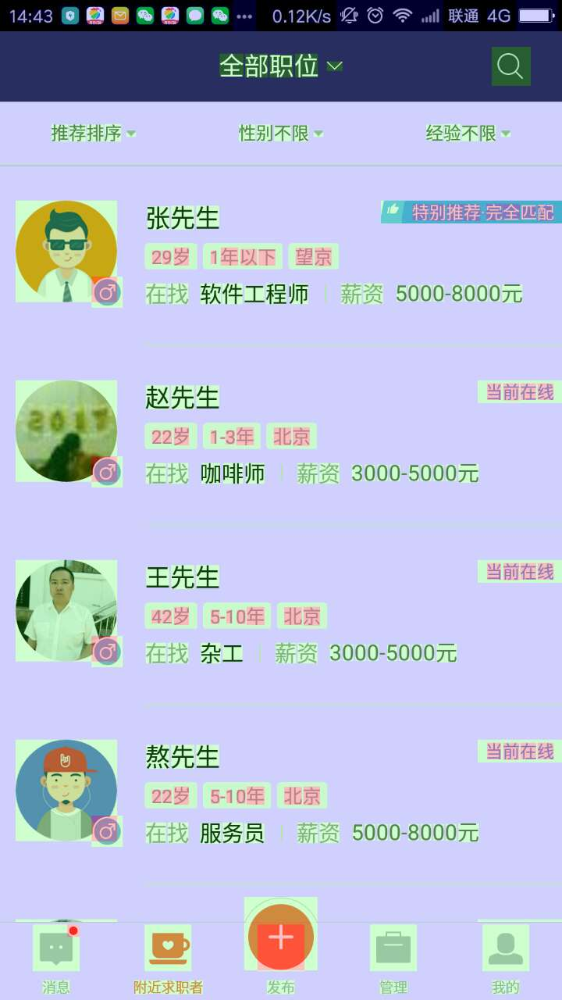 14:43 ••• 0.12K/s 联通 4G
全部职位
推荐排序 性别不限 经验不限
张先生 特别推荐·完全匹配
29岁 1年以下 望京
在找 软件工程师 | 薪资 5000-8000元
2017
赵先生 当前在线
22岁 1-3年 北京
在找 咖啡师 | 薪资 3000-5000元
王先生 当前在线
42岁 5-10年 北京
在找 杂工 | 薪资 3000-5000元
熬先生 当前在线
22岁 5-10年 北京
在找 服务员 | 薪资 5000-8000元
消息 附近求职者 发布 管理 我的